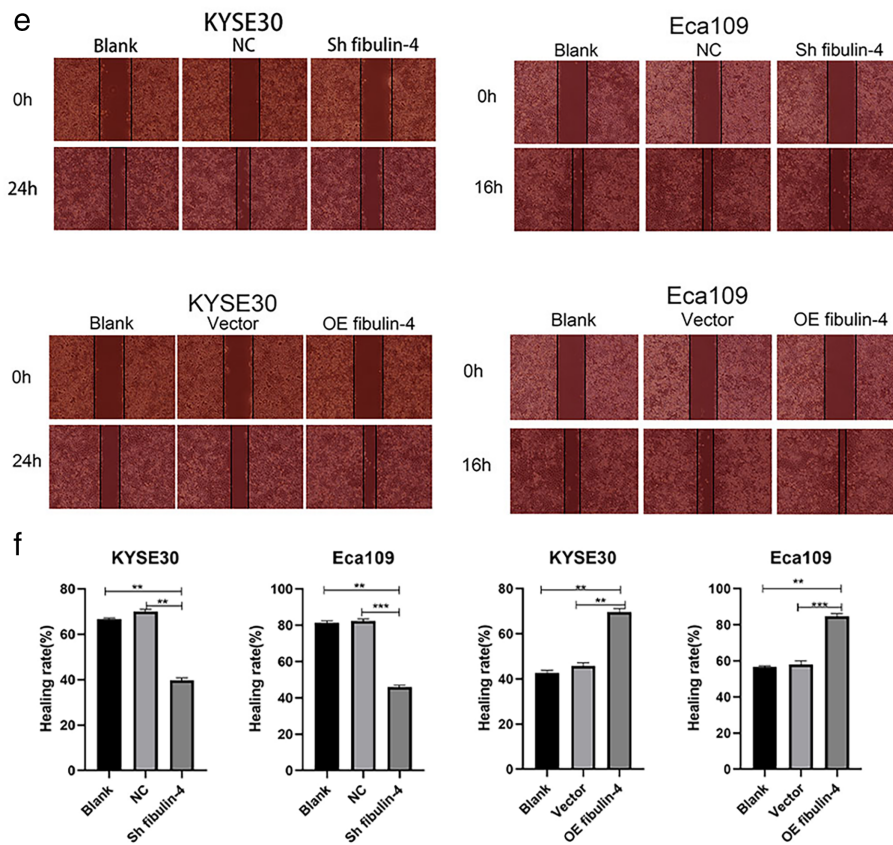 e
KYSE30
Blank NC Sh fibulin-4
0h
24h
Eca109
Blank NC Sh fibulin-4
0h
16h
KYSE30
Blank Vector OE fibulin-4
0h
24h
Eca109
Blank Vector OE fibulin-4
0h
16h
f
KYSE30
Healing rate(%)
80
60
40
20
0
**
**
Blank
NC
Sh fibulin-4
Eca109
Healing rate(%)
100
80
60
40
20
0
**
***
Blank
NC
Sh fibulin-4
KYSE30
Healing rate(%)
80
60
40
20
0
**
**
Blank
Vector
OE fibulin-4
Eca109
Healing rate(%)
100
80
60
40
20
0
**
***
Blank
Vector
OE fibulin-4